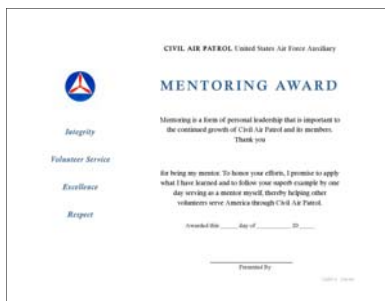 CIVIL AIR PATROL United States Air Force Auxiliary
MENTORING AWARD
Mentoring is a form of personal leadership that is important to
the continued growth of Civil Air Patrol and its members.
Thank you
for being my mentor. To honor your efforts, I promise to apply
what I have learned and to follow your superb example by one
day serving as a mentor myself, thereby helping other
volunteers serve America through Civil Air Patrol.
Awarded this _____ day of __________ 20 _____
Presented By
Integrity
Volunteer Service
Excellence
Respect